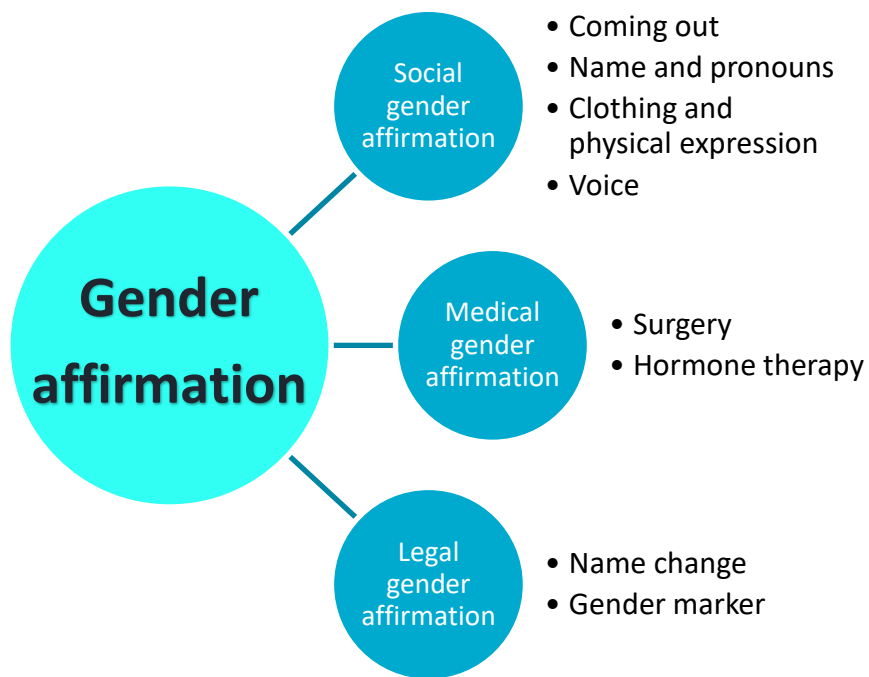 Gender
affirmation
Social
gender
affirmation
• Coming out
• Name and pronouns
• Clothing and
physical expression
• Voice
Medical
gender
affirmation
• Surgery
• Hormone therapy
Legal
gender
affirmation
• Name change
• Gender marker